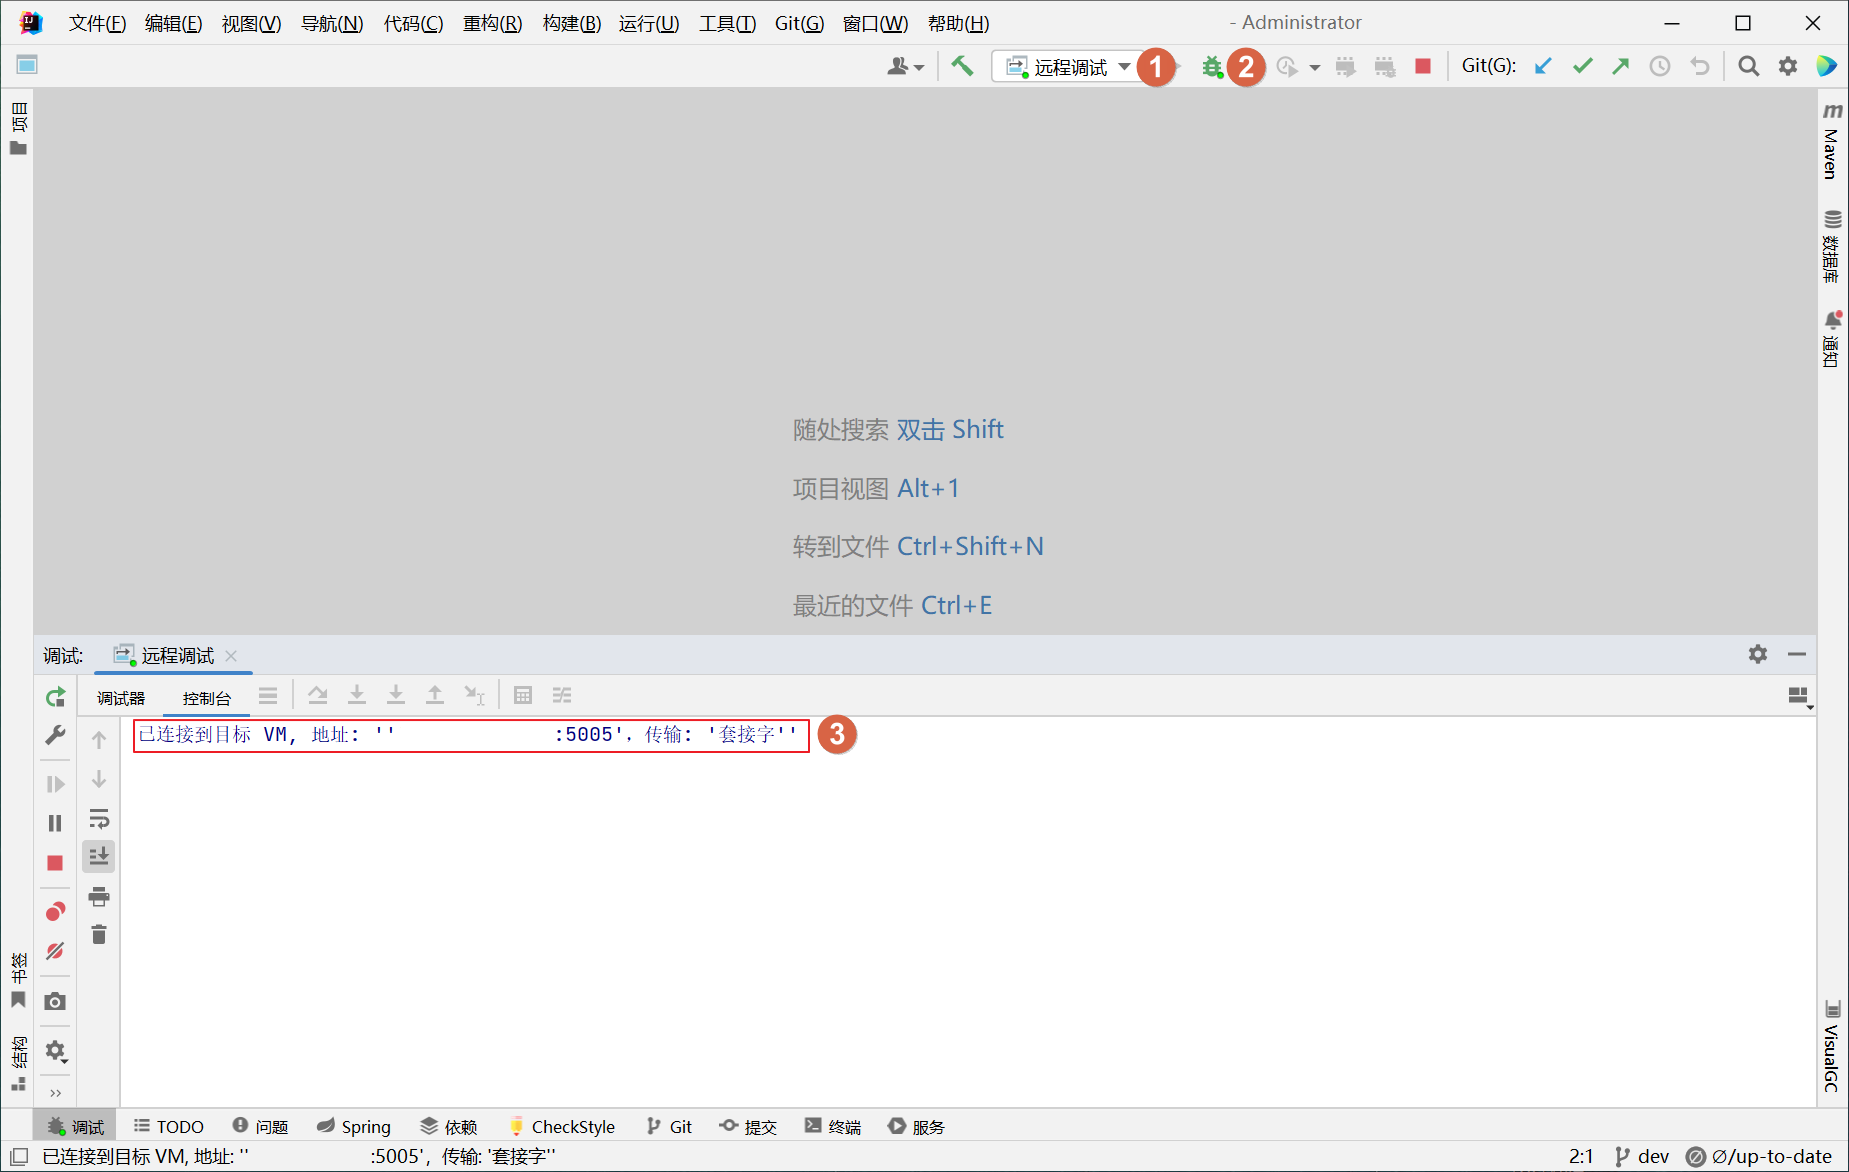 文件(F) 编辑(E) 视图(V) 导航(N) 代码(C) 重构(R) 构建(B) 运行(U) 工具(T) Git(G) 窗口(W) 帮助(H) - Administrator
远程调试 1 2 Git(G):
项目
m Maven
数据库
通知
随处搜索 双击 Shift
项目视图 Alt+1
转到文件 Ctrl+Shift+N
最近的文件 Ctrl+E
调试: 远程调试
调试器 控制台
已连接到目标 VM, 地址: '' :5005', 传输: '套接字'' 3
书签
结构
VisualGC
调试 TODO 问题 Spring 依赖 CheckStyle Git 提交 终端 服务
已连接到目标 VM, 地址: '' :5005', 传输: '套接字'' 2:1 dev ∅/up-to-date